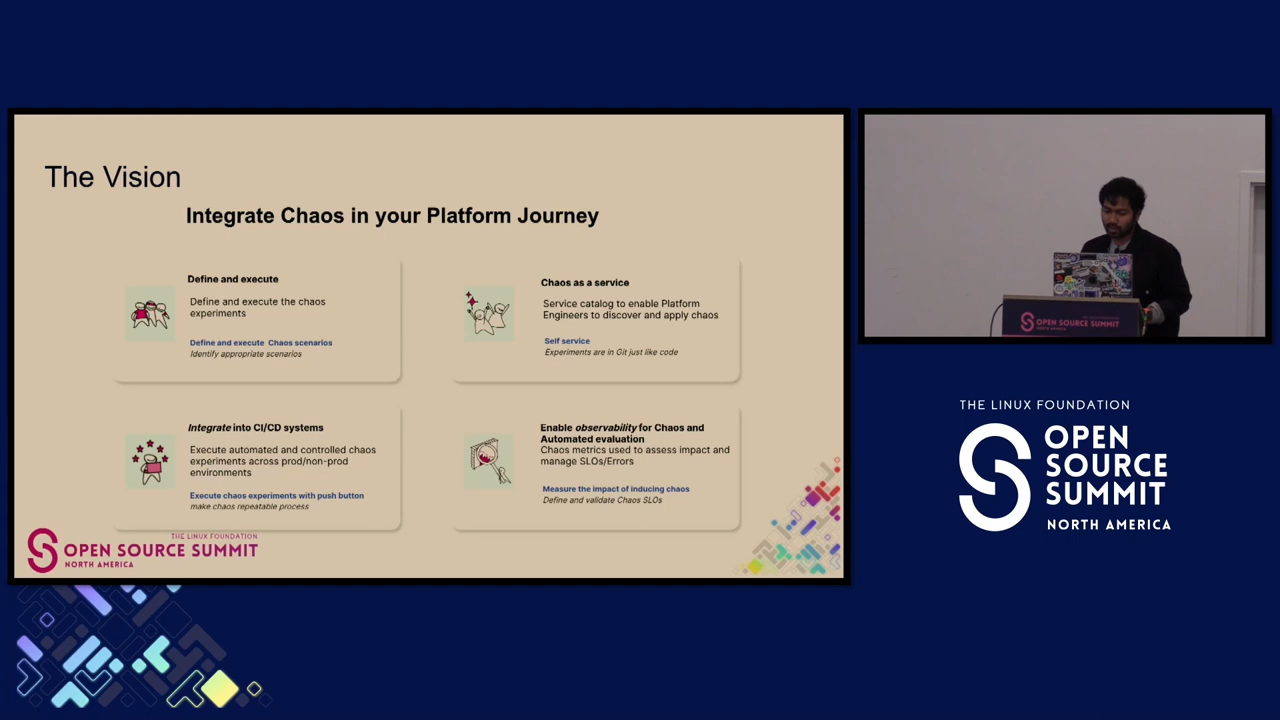 The Vision
Integrate Chaos in your Platform Journey
Define and execute
Define and execute the chaos
experiments
Define and execute Chaos scenarios
Identify appropriate scenarios
Chaos as a service
Service catalog to enable Platform
Engineers to discover and apply chaos
Self service
Experiments are in Git just like code
Integrate into CI/CD systems
Execute automated and controlled chaos
experiments across prod/non-prod
environments
Execute chaos experiments with push button
make chaos repeatable process
Enable observability for Chaos and
Automated evaluation
Chaos metrics used to assess impact and
manage SLOs/Errors
Measure the impact of inducing chaos
Define and validate Chaos SLOs
THE LINUX FOUNDATION
OPEN SOURCE SUMMIT
NORTH AMERICA
OPEN SOURCE SUMMIT
THE LINUX FOUNDATION
OPEN
SOURCE
SUMMIT
NORTH AMERICA